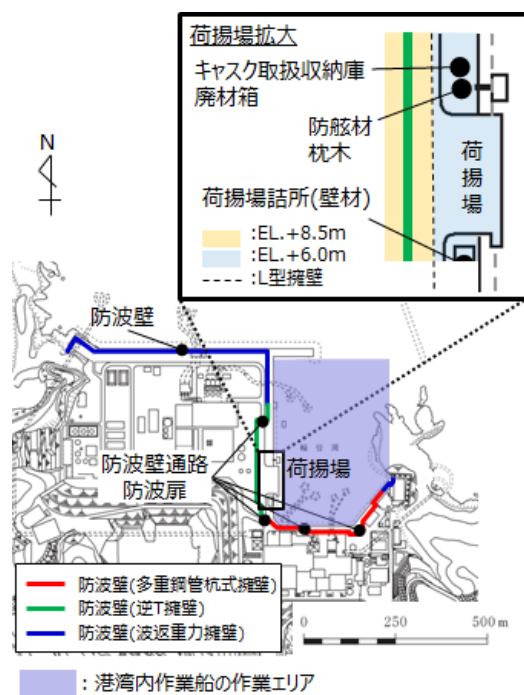 荷揚場拡大
キャスク取扱収納庫
廃材箱
防舷材
枕木
荷揚場
荷揚場詰所(壁材)
:EL.+8.5m
:EL.+6.0m
:L型擁壁
N
防波壁
防波壁通路
防波扉
荷揚場
輪谷湾
防波壁(多重鋼管杭式擁壁)
防波壁(逆T擁壁)
防波壁(波返重力擁壁)
0 250 500 m
:港湾内作業船の作業エリア